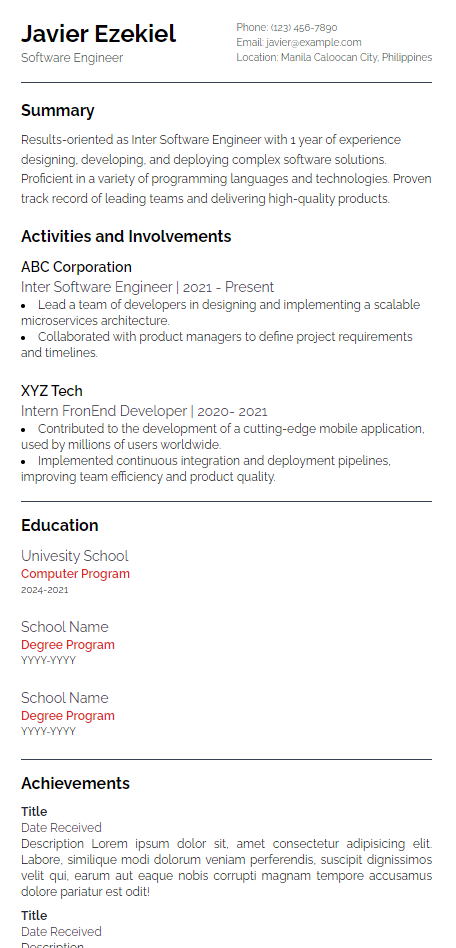 Javier Ezekiel
Software Engineer
Phone: (123) 456-7890
Email: javier@example.com
Location: Manila Caloocan City, Philippines
Summary
Results-oriented as Inter Software Engineer with 1 year of experience
designing, developing, and deploying complex software solutions.
Proficient in a variety of programming languages and technologies. Proven
track record of leading teams and delivering high-quality products.
Activities and Involvements
ABC Corporation
Inter Software Engineer | 2021 - Present
• Lead a team of developers in designing and implementing a scalable
microservices architecture.
• Collaborated with product managers to define project requirements
and timelines.
XYZ Tech
Intern FronEnd Developer | 2020- 2021
• Contributed to the development of a cutting-edge mobile application,
used by millions of users worldwide.
• Implemented continuous integration and deployment pipelines,
improving team efficiency and product quality.
Education
Univesity School
Computer Program
2024-2021
School Name
Degree Program
YYYY-YYYY
School Name
Degree Program
YYYY-YYYY
Achievements
Title
Date Received
Description Lorem ipsum dolor sit, amet consectetur adipisicing elit.
Labore, similique modi dolorum veniam perferendis, suscipit dignissimos
velit qui, earum aut eaque nobis corrupti magnam tempore accusamus
dolore pariatur est odit!
Title
Date Received
Description